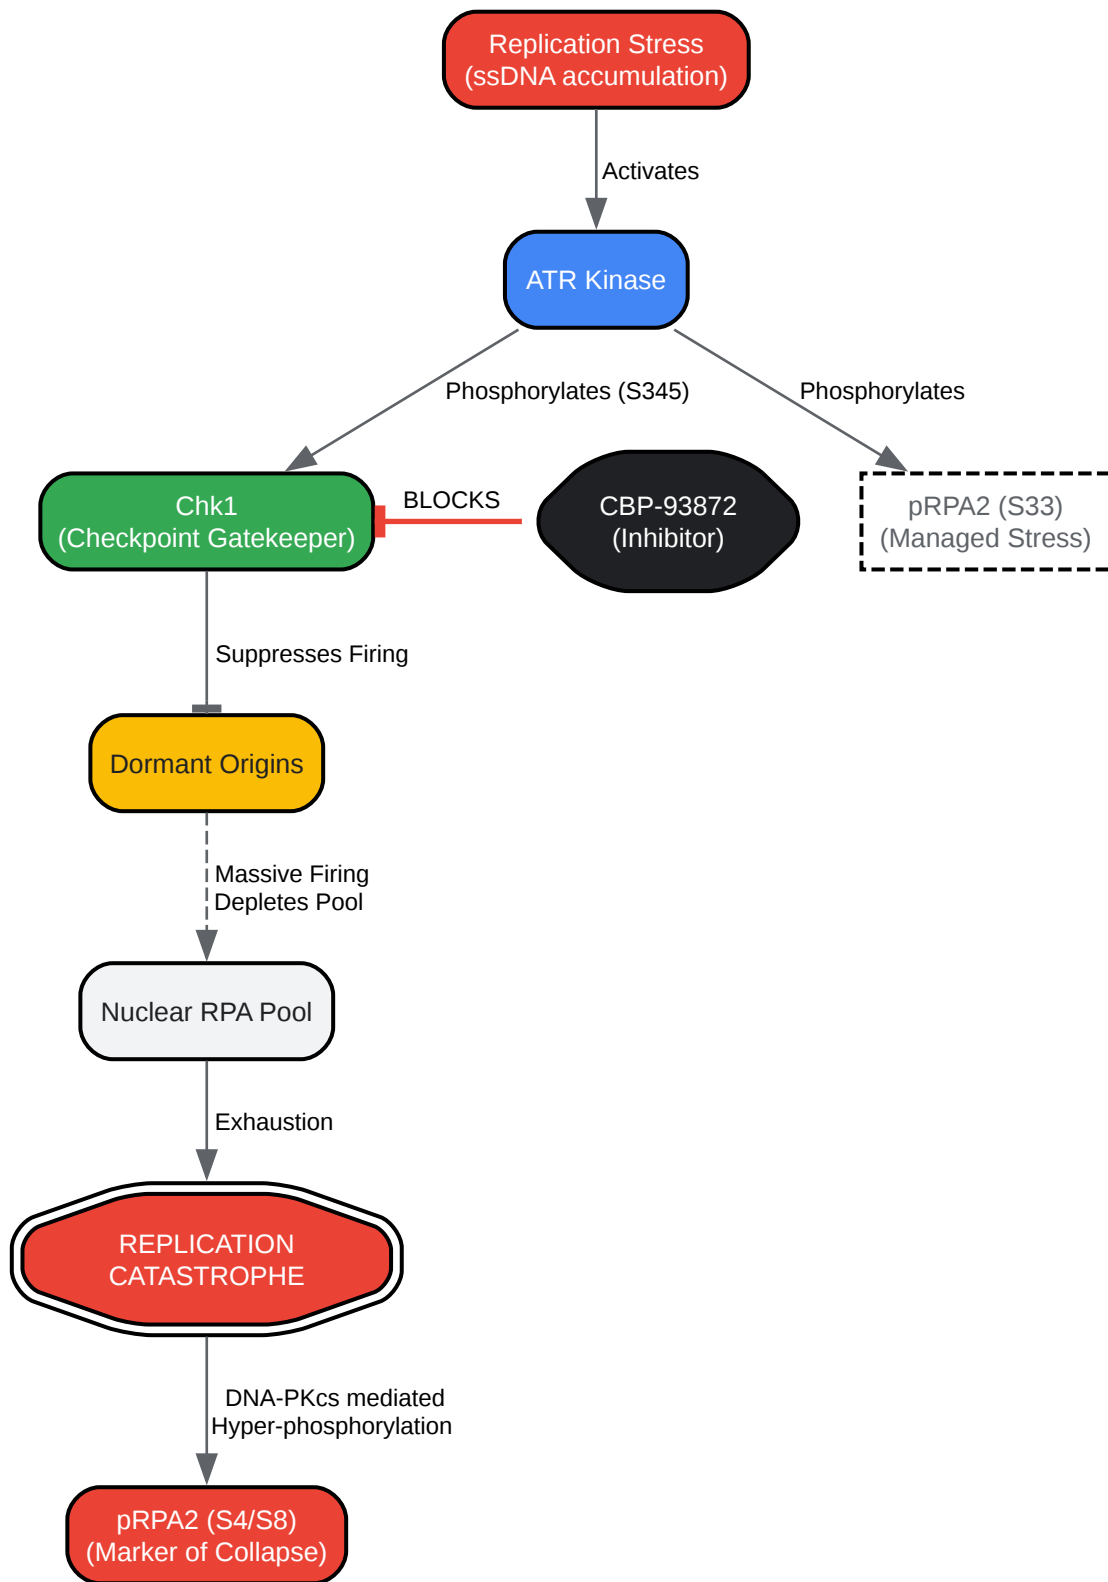 Replication Stress
(ssDNA accumulation)
Activates
ATR Kinase
Phosphorylates (S345)
Phosphorylates
Chk1
(Checkpoint Gatekeeper)
BLOCKS
CBP-93872
(Inhibitor)
pRPA2 (S33)
(Managed Stress)
Suppresses Firing
Dormant Origins
Massive Firing
Depletes Pool
Nuclear RPA Pool
Exhaustion
REPLICATION
CATASTROPHE
DNA-PKcs mediated
Hyper-phosphorylation
pRPA2 (S4/S8)
(Marker of Collapse)